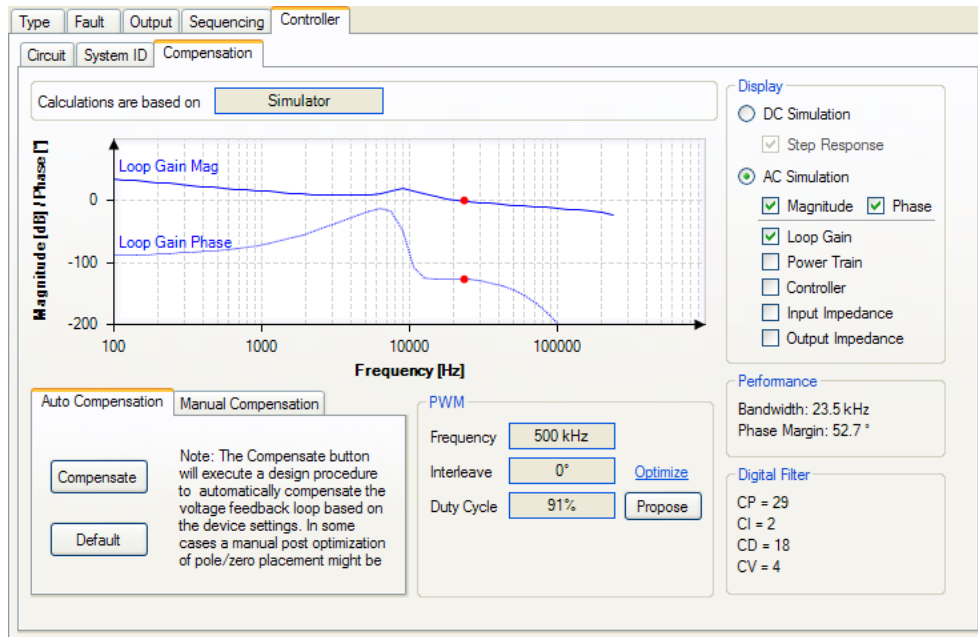 Type Fault Output Sequencing Controller
Circuit System ID Compensation
Calculations are based on Simulator
Magnitude [dB] / Phase [°]
Loop Gain Mag
Loop Gain Phase
0
-100
-200
100 1000 10000 100000
Frequency [Hz]
Display
DC Simulation
Step Response
AC Simulation
Magnitude Phase
Loop Gain
Power Train
Controller
Input Impedance
Output Impedance
Performance
Bandwidth: 23.5 kHz
Phase Margin: 52.7 °
Digital Filter
CP = 29
CI = 2
CD = 18
CV = 4
Auto Compensation Manual Compensation
Compensate
Default
Note: The Compensate button
will execute a design procedure
to automatically compensate the
voltage feedback loop based on
the device settings. In some
cases a manual post optimization
of pole/zero placement might be
PWM
Frequency 500 kHz
Interleave 0° Optimize
Duty Cycle 91% Propose